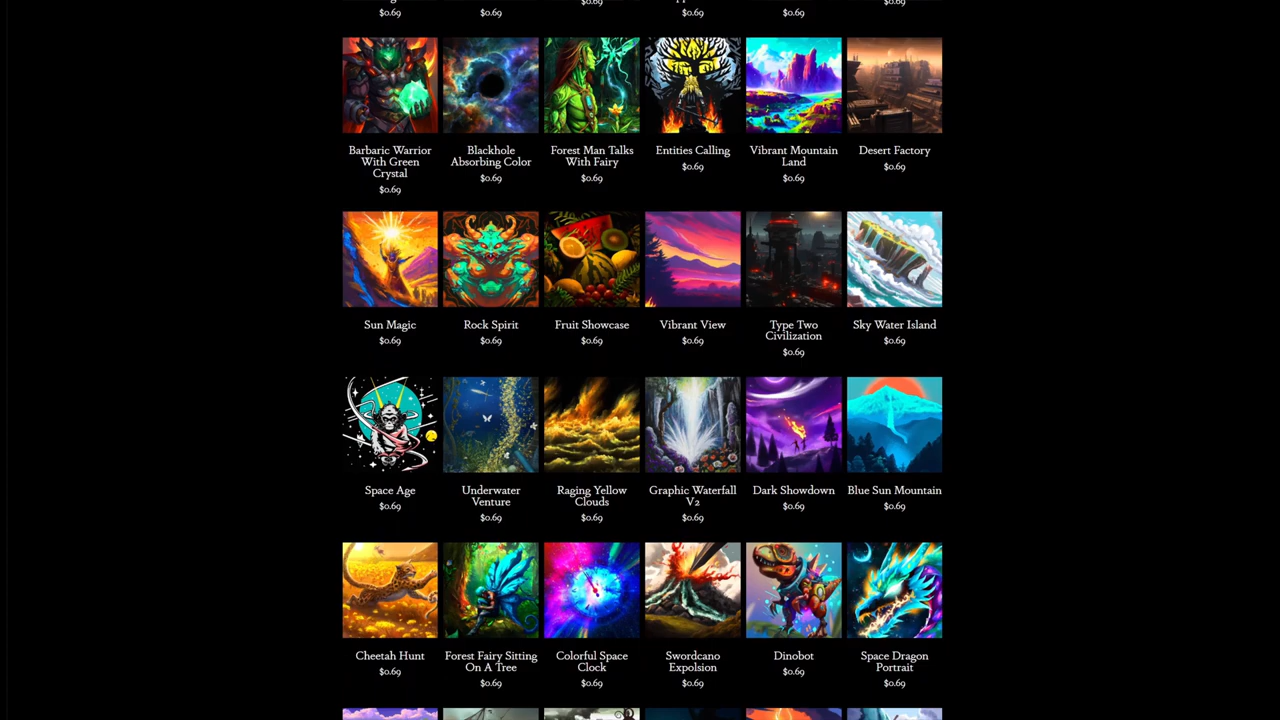 $0.69 $0.69 $0.69 $0.69 $0.69 $0.69
Barbaric Warrior
With Green
Crystal
$0.69
Blackhole
Absorbing Color
$0.69
Forest Man Talks
With Fairy
$0.69
Entities Calling
$0.69
Vibrant Mountain
Land
$0.69
Desert Factory
$0.69
Sun Magic
$0.69
Rock Spirit
$0.69
Fruit Showcase
$0.69
Vibrant View
$0.69
Type Two
Civilization
$0.69
Sky Water Island
$0.69
Space Age
$0.69
Underwater
Venture
$0.69
Raging Yellow
Clouds
$0.69
Graphic Waterfall
V2
$0.69
Dark Showdown
$0.69
Blue Sun Mountain
$0.69
Cheetah Hunt
$0.69
Forest Fairy Sitting
On A Tree
$0.69
Colorful Space
Clock
$0.69
Swordcano
Expolsion
$0.69
Dinobot
$0.69
Space Dragon
Portrait
$0.69